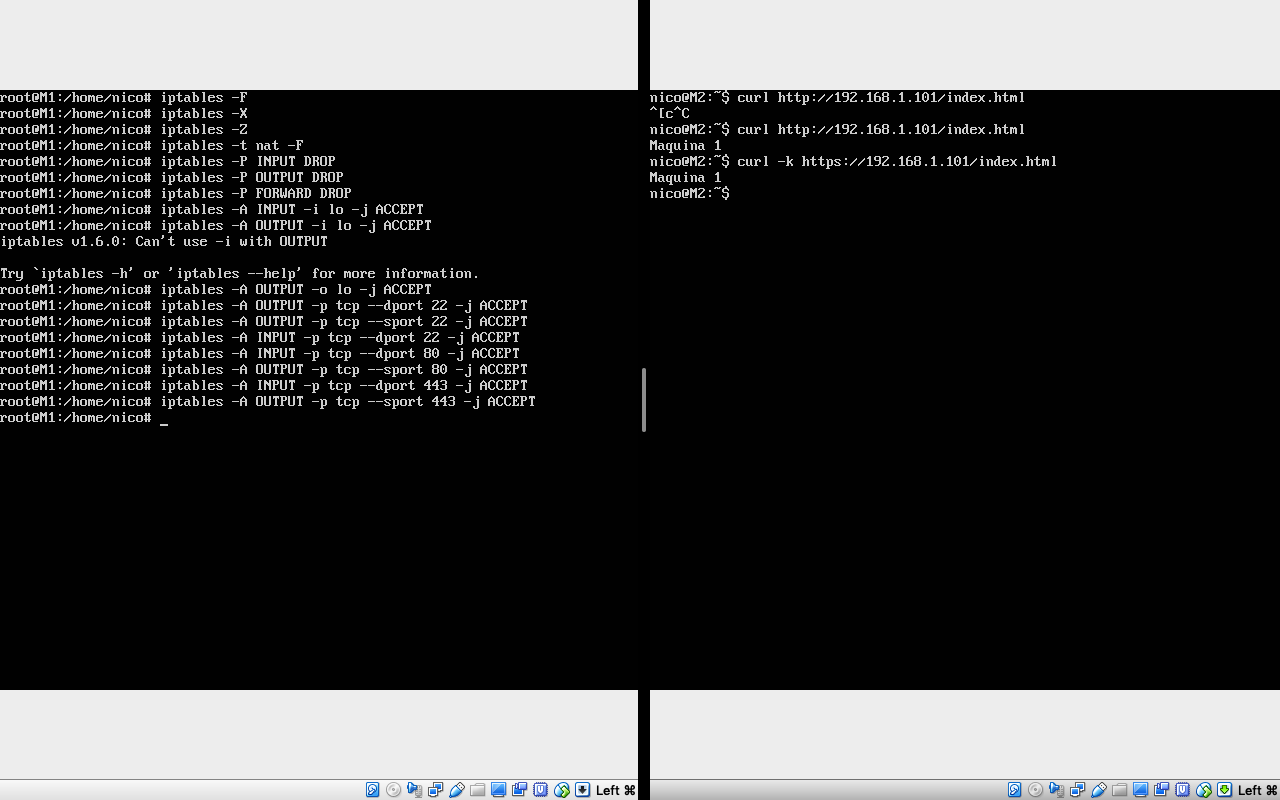 root@M1:/home/nico# iptables -F
root@M1:/home/nico# iptables -X
root@M1:/home/nico# iptables -Z
root@M1:/home/nico# iptables -t nat -F
root@M1:/home/nico# iptables -P INPUT DROP
root@M1:/home/nico# iptables -P OUTPUT DROP
root@M1:/home/nico# iptables -P FORWARD DROP
root@M1:/home/nico# iptables -A INPUT -i lo -j ACCEPT
root@M1:/home/nico# iptables -A OUTPUT -i lo -j ACCEPT
iptables v1.6.0: Can't use -i with OUTPUT
Try `iptables -h' or 'iptables --help' for more information.
root@M1:/home/nico# iptables -A OUTPUT -o lo -j ACCEPT
root@M1:/home/nico# iptables -A OUTPUT -p tcp --dport 22 -j ACCEPT
root@M1:/home/nico# iptables -A OUTPUT -p tcp --sport 22 -j ACCEPT
root@M1:/home/nico# iptables -A INPUT -p tcp --dport 22 -j ACCEPT
root@M1:/home/nico# iptables -A INPUT -p tcp --dport 80 -j ACCEPT
root@M1:/home/nico# iptables -A OUTPUT -p tcp --sport 80 -j ACCEPT
root@M1:/home/nico# iptables -A INPUT -p tcp --dport 443 -j ACCEPT
root@M1:/home/nico# iptables -A OUTPUT -p tcp --sport 443 -j ACCEPT
root@M1:/home/nico# _
Left ⌘
nico@M2:~$ curl http://192.168.1.101/index.html
^[c^C
nico@M2:~$ curl http://192.168.1.101/index.html
Maquina 1
nico@M2:~$ curl -k https://192.168.1.101/index.html
Maquina 1
nico@M2:~$
Left ⌘